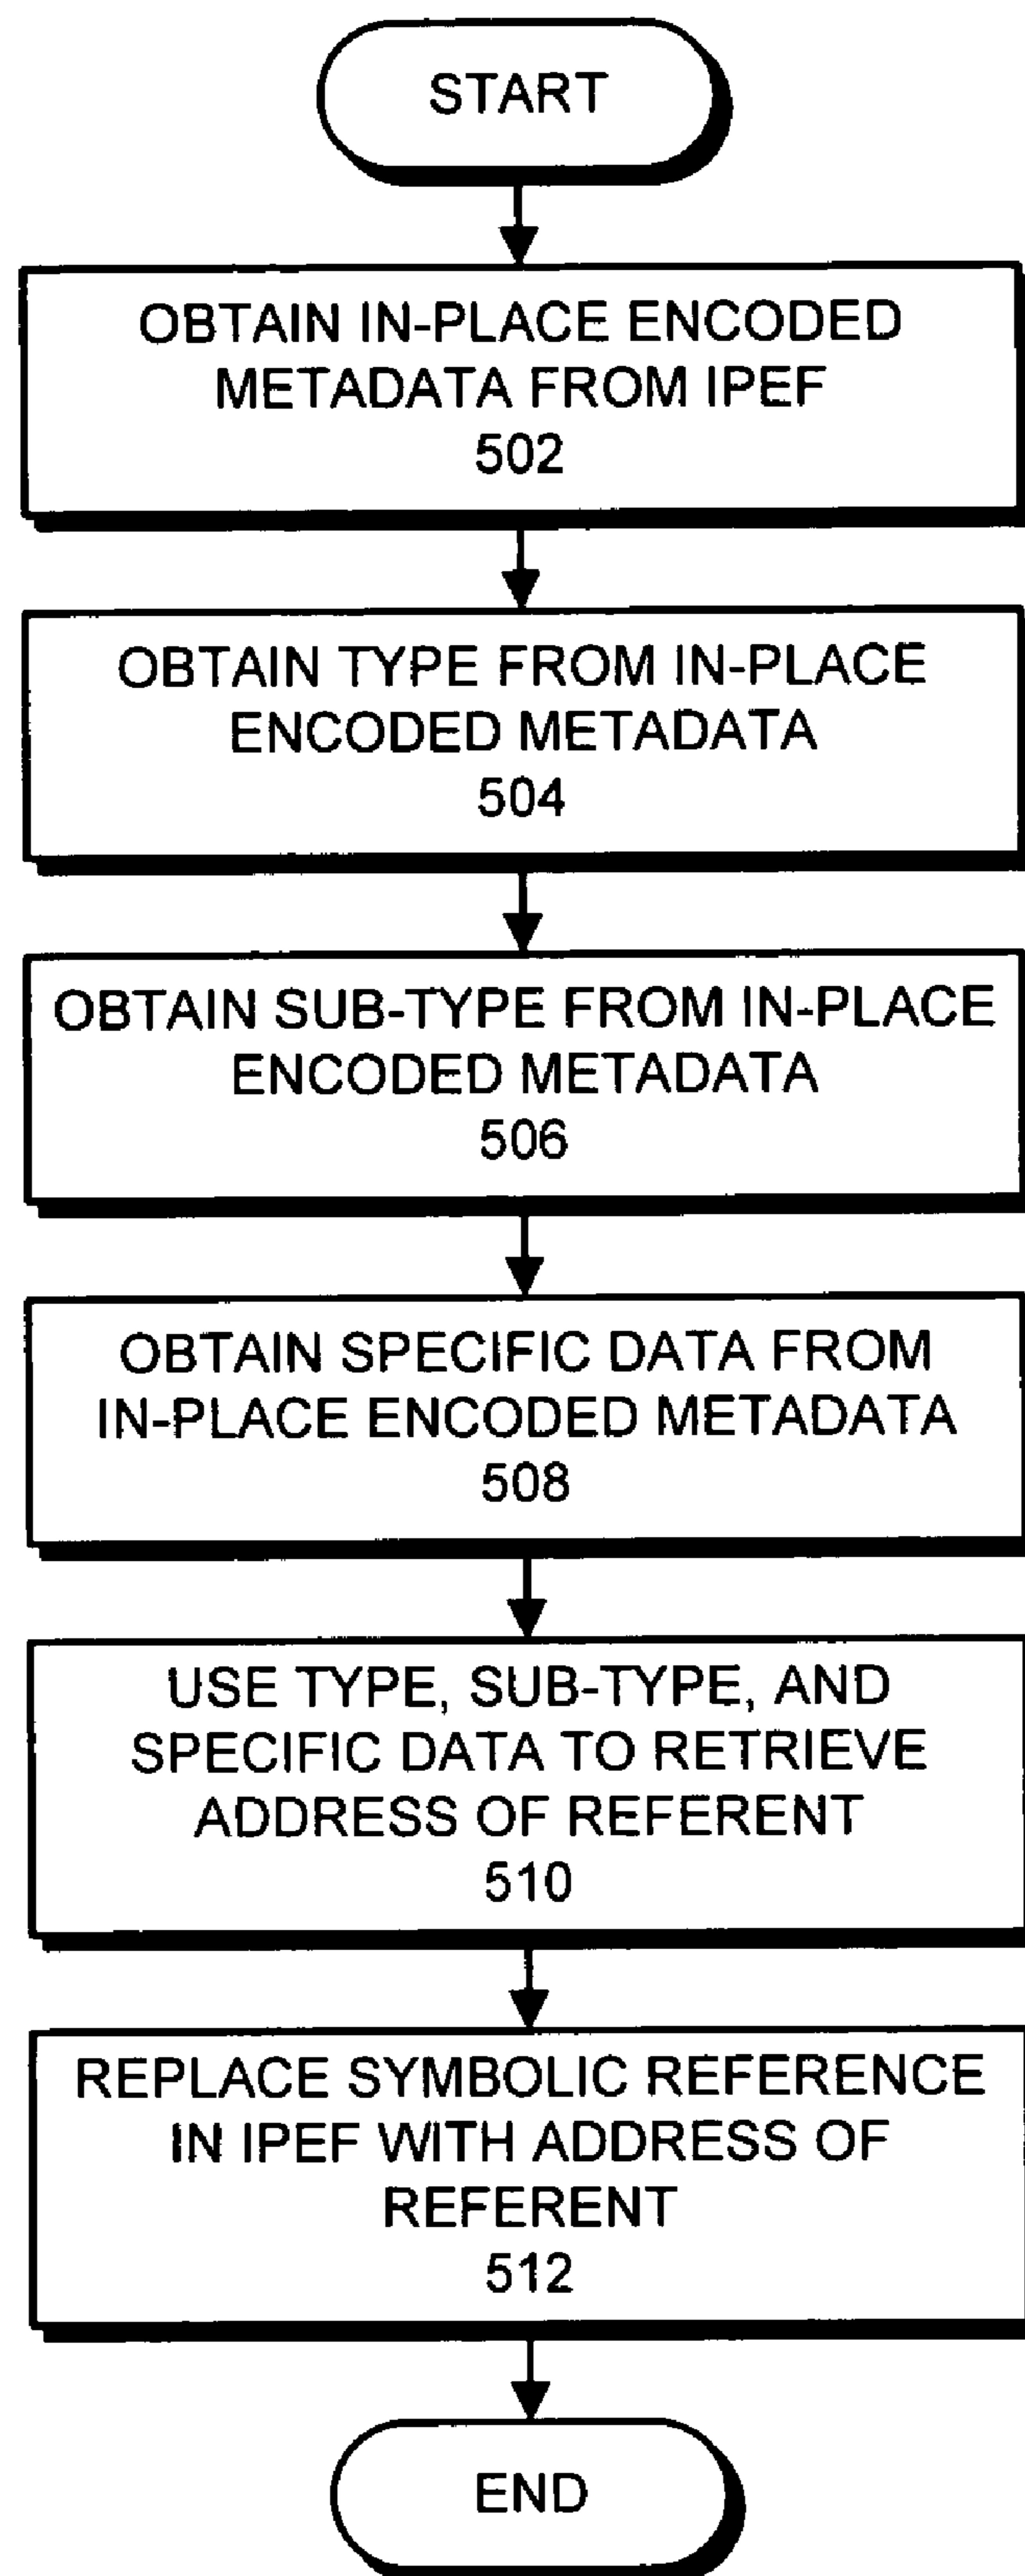 START
OBTAIN IN-PLACE ENCODED
METADATA FROM IPEF
502
OBTAIN TYPE FROM IN-PLACE
ENCODED METADATA
504
OBTAIN SUB-TYPE FROM IN-PLACE
ENCODED METADATA
506
OBTAIN SPECIFIC DATA FROM
IN-PLACE ENCODED METADATA
508
USE TYPE, SUB-TYPE, AND
SPECIFIC DATA TO RETRIEVE
ADDRESS OF REFERENT
510
REPLACE SYMBOLIC REFERENCE
IN IPEF WITH ADDRESS OF
REFERENT
512
END